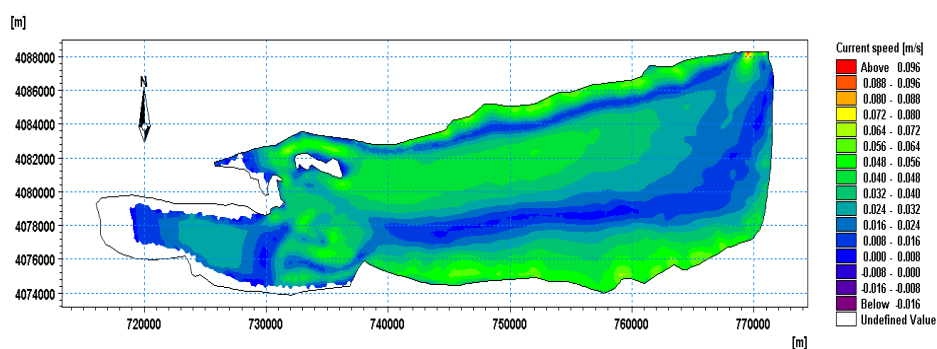 [m]
4088000
4086000
4084000
4082000
4080000
4078000
4076000
4074000
N
720000 730000 740000 750000 760000 770000
[m]
Current speed [m/s]
Above 0.096
0.088 - 0.096
0.080 - 0.088
0.072 - 0.080
0.064 - 0.072
0.056 - 0.064
0.048 - 0.056
0.040 - 0.048
0.032 - 0.040
0.024 - 0.032
0.016 - 0.024
0.008 - 0.016
0.000 - 0.008
-0.008 - 0.000
-0.016 - -0.008
Below -0.016
Undefined Value